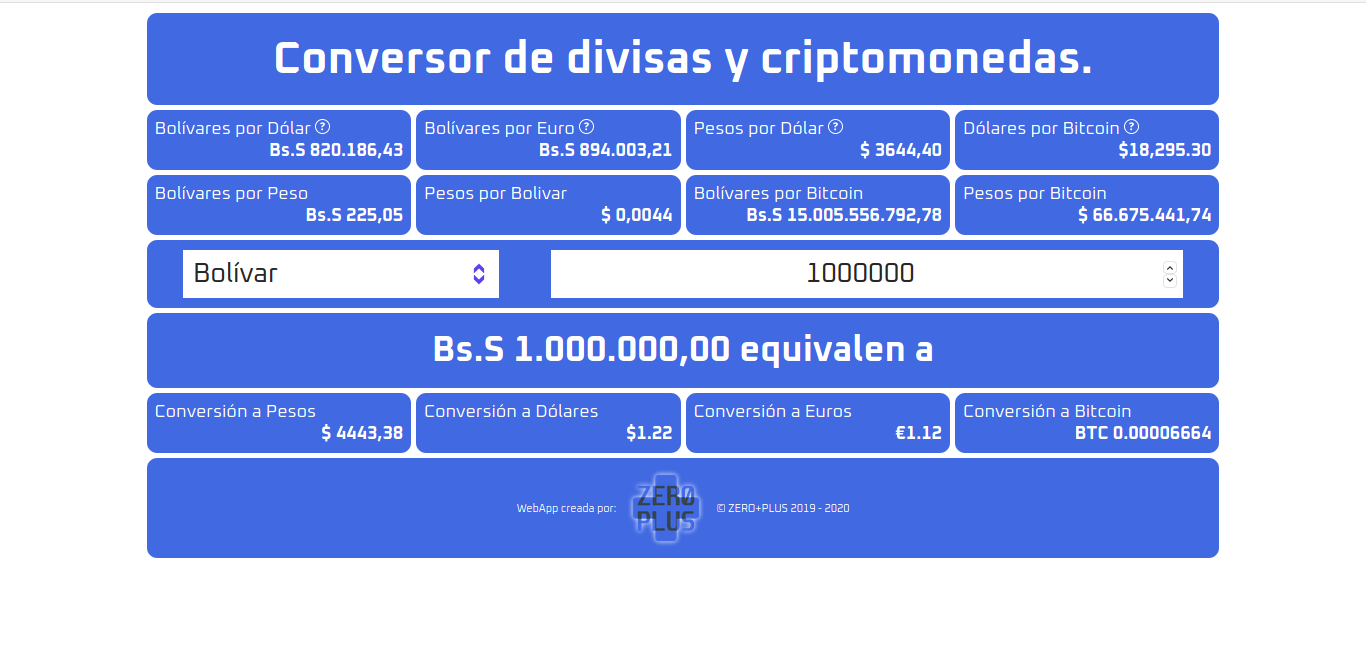 Conversor de divisas y criptomonedas.
Bolívares por Dólar ?
Bs.S 820.186,43
Bolívares por Euro ?
Bs.S 894.003,21
Pesos por Dólar ?
$ 3644,40
Dólares por Bitcoin ?
$18,295.30
Bolívares por Peso
Bs.S 225,05
Pesos por Bolivar
$ 0,0044
Bolívares por Bitcoin
Bs.S 15.005.556.792,78
Pesos por Bitcoin
$ 66.675.441,74
Bolívar
1000000
Bs.S 1.000.000,00 equivalen a
Conversión a Pesos
$ 4443,38
Conversión a Dólares
$1.22
Conversión a Euros
€1.12
Conversión a Bitcoin
BTC 0.00006664
WebApp creada por:
ZERO
PLUS
© ZERO+PLUS 2019 - 2020